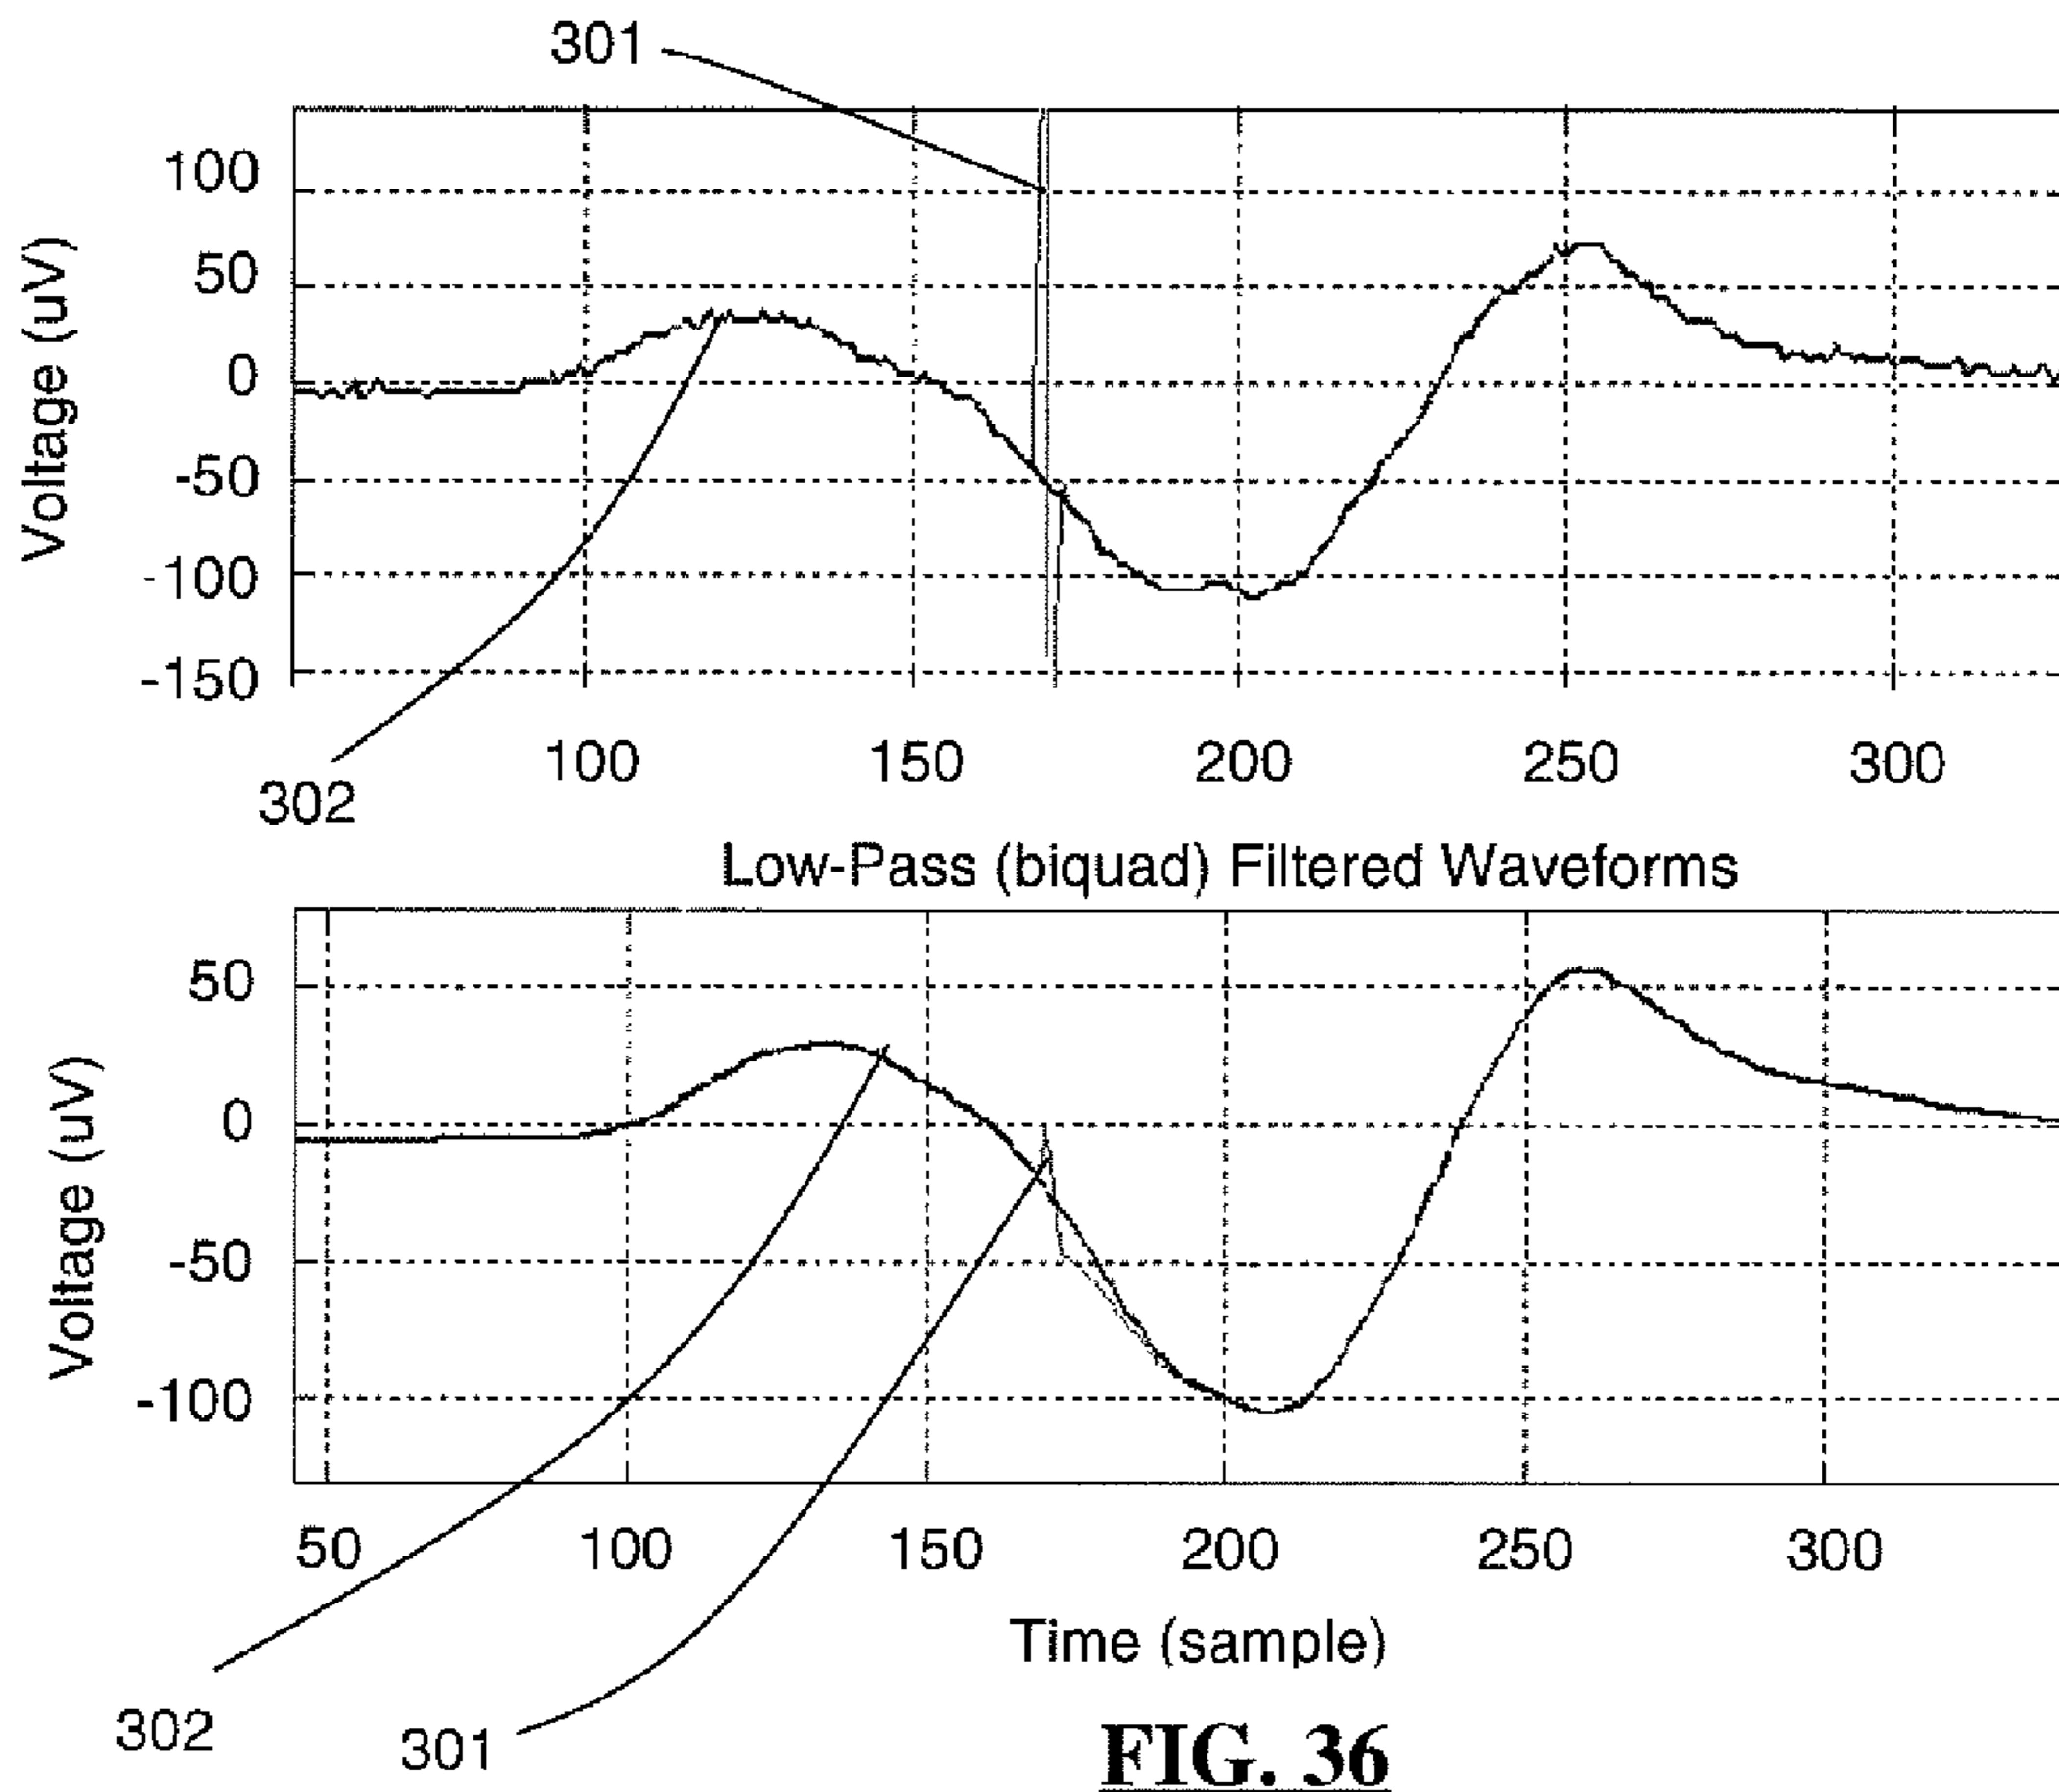 301
100
50
0
-50
-100
-150
Voltage (uV)
100 150 200 250 300
302
Low-Pass (biquad) Filtered Waveforms
50
0
-50
-100
Voltage (uV)
50 100 150 200 250 300
Time (sample)
302
301
FIG. 36